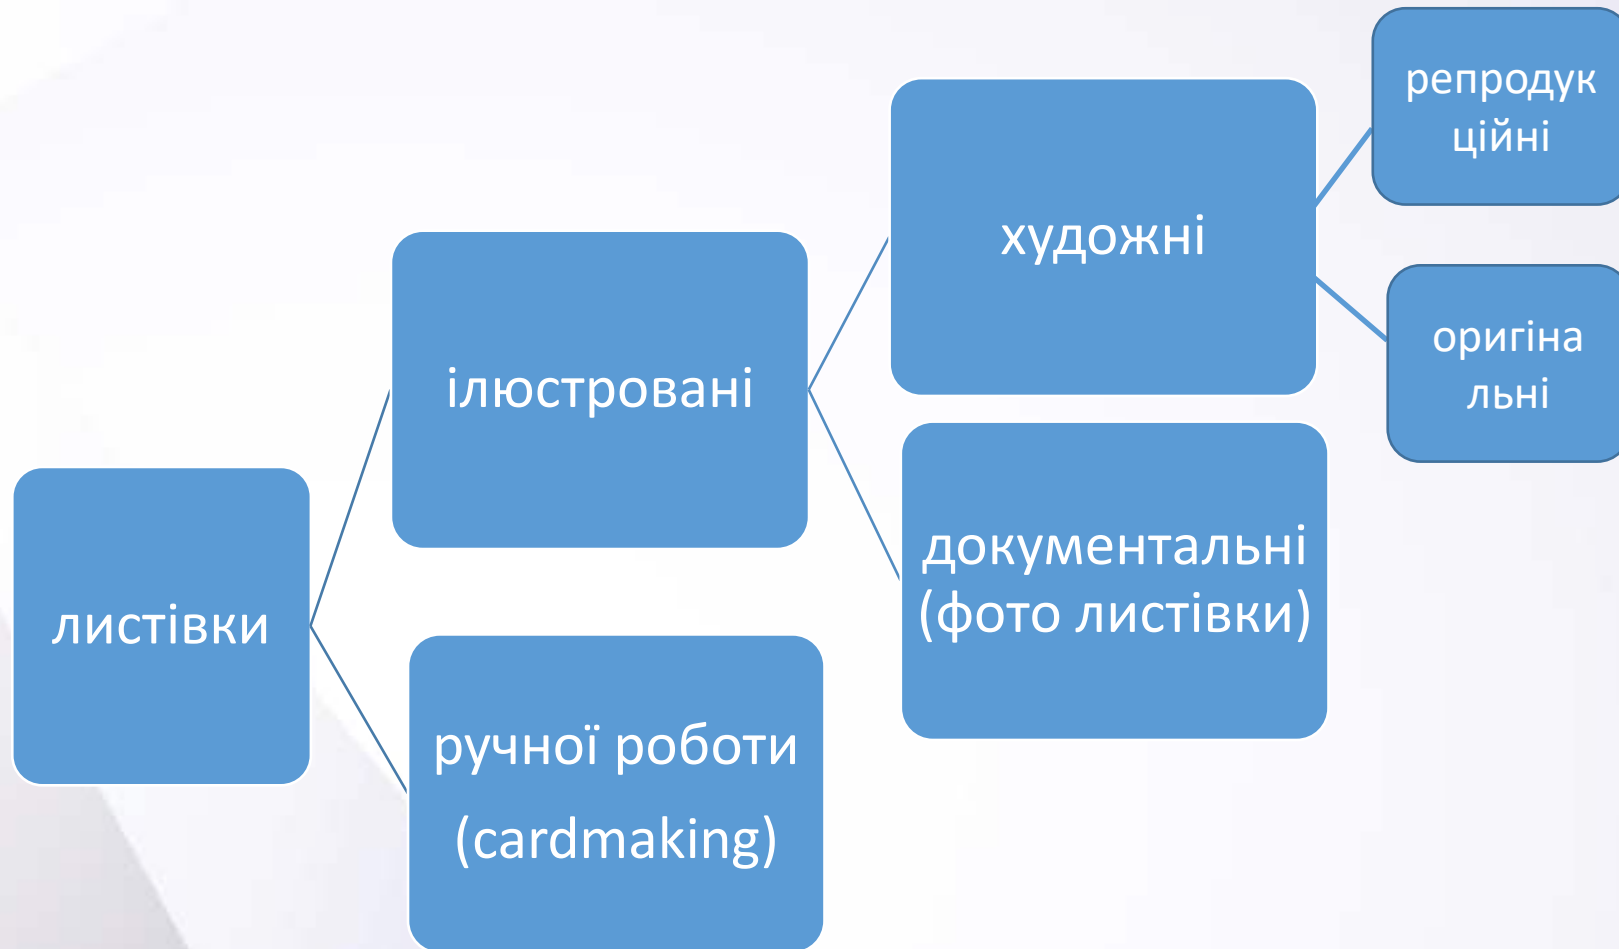 листівки
ілюстровані
ручної роботи
(cardmaking)
художні
документальні
(фото листівки)
репродук
ційні
оригіна
льні